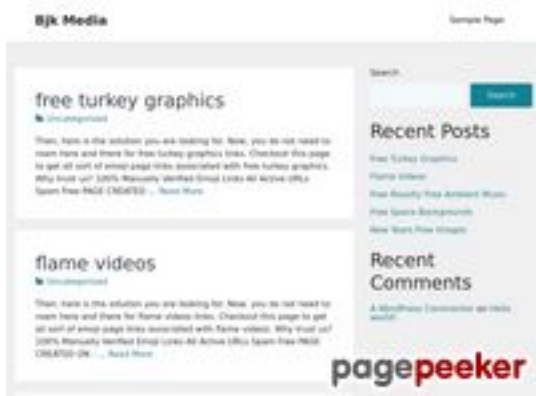 Bjk Media
Sample Page
free turkey graphics
Uncategorized
Then, here is the solution you are looking for. Now, you do not need to
roam here and there for free turkey graphics links. Checkout this page
to get all sort of emoji page links associated with free turkey graphics.
Why trust us? 100% Manually Verified Emoji Links All Active URLs
Spam Free PAGE CREATED ... Read More
flame videos
Uncategorized
Then, here is the solution you are looking for. Now, you do not need to
roam here and there for flame videos links. Checkout this page to get
all sort of emoji page links associated with flame videos. Why trust us?
100% Manually Verified Emoji Links All Active URLs Spam Free PAGE
CREATED ON ... Read More
Search
Search
Recent Posts
Free Turkey Graphics
Flame Videos
Free Royalty Free Ambient Music
Free Space Backgrounds
New Years Free Images
Recent
Comments
A WordPress Commenter on Hello
world!
pagepeeker